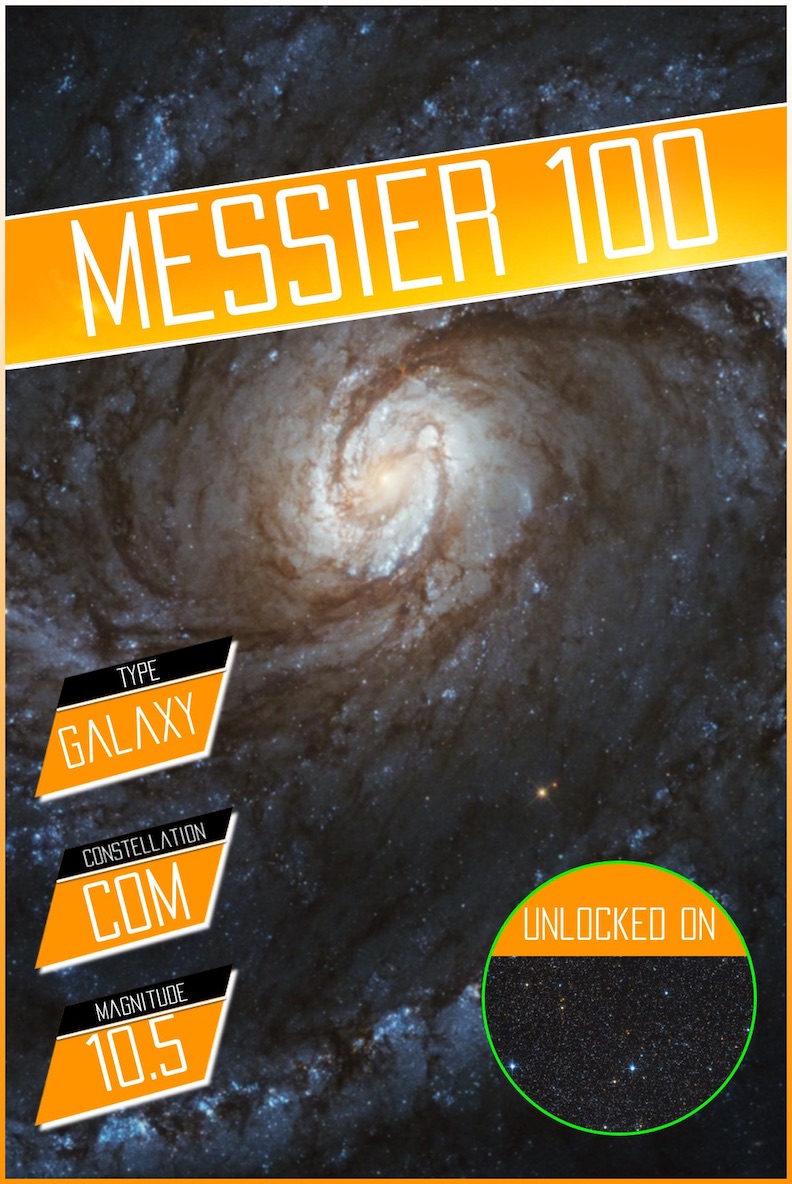 MESSIER 100
TYPE
GALAXY
CONSTELLATION
COM
MAGNITUDE
10.5
UNLOCKED ON